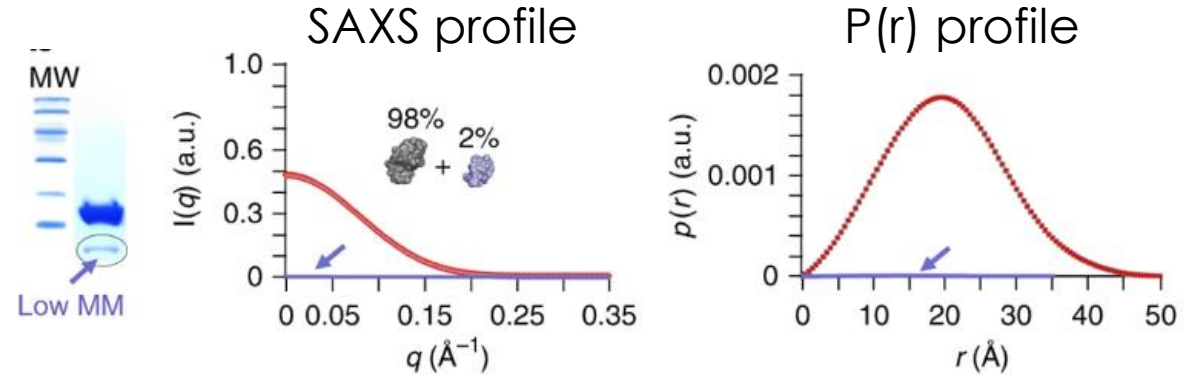 SAXS profile
P(r) profile
MW
Low MM
1.0
0.6
0.3
0
I(q) (a.u.)
98%
2%
+
0 0.05 0.15 0.25 0.35
q (Å⁻¹)
0.002
0.001
0
p(r) (a.u.)
0 10 20 30 40 50
r (Å)